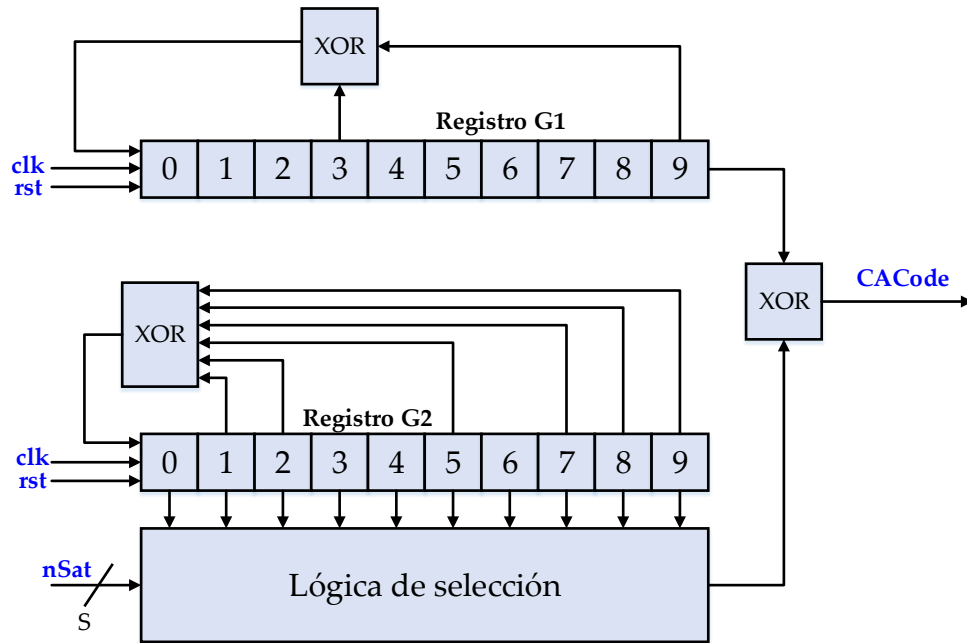 XOR
Registro G1
clk
rst
0 1 2 3 4 5 6 7 8 9
XOR
CACode
XOR
Registro G2
clk
rst
0 1 2 3 4 5 6 7 8 9
nSat
S
Lógica de selección